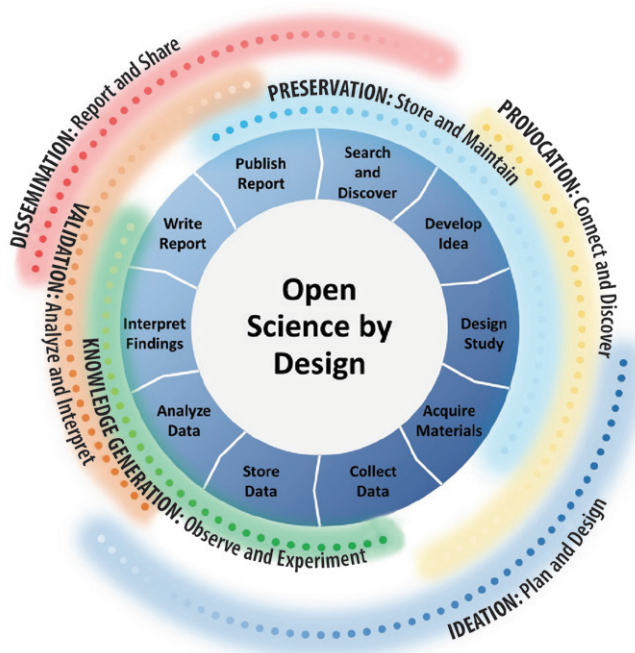 Open
Science by
Design
Search
and
Discover
Develop
Idea
Design
Study
Acquire
Materials
Collect
Data
Store
Data
Analyze
Data
Interpret
Findings
Write
Report
Publish
Report
PRESERVATION: Store and Maintain
PROVOCATION: Connect and Discover
IDEATION: Plan and Design
KNOWLEDGE GENERATION: Observe and Experiment
VALIDATION: Analyze and Interpret
DISSEMINATION: Report and Share